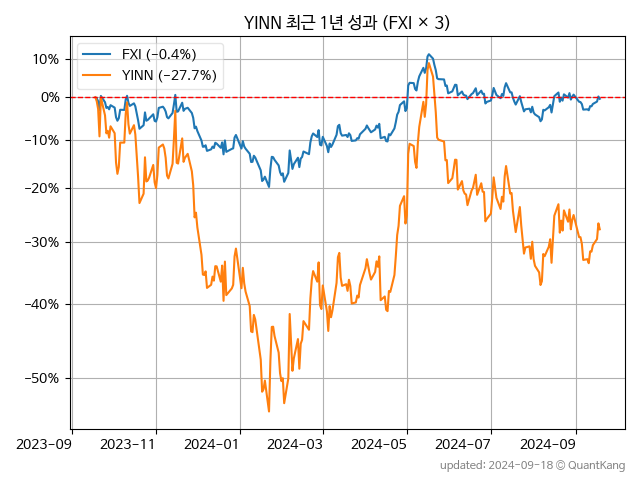 YINN 최근 1년 성과 (FXI × 3)
FXI (−0.4%)
YINN (−27.7%)
10%
0%
−10%
−20%
−30%
−40%
−50%
2023−09 2023−11 2024−01 2024−03 2024−05 2024−07 2024−09
updated: 2024−09−18 @ QuantKang